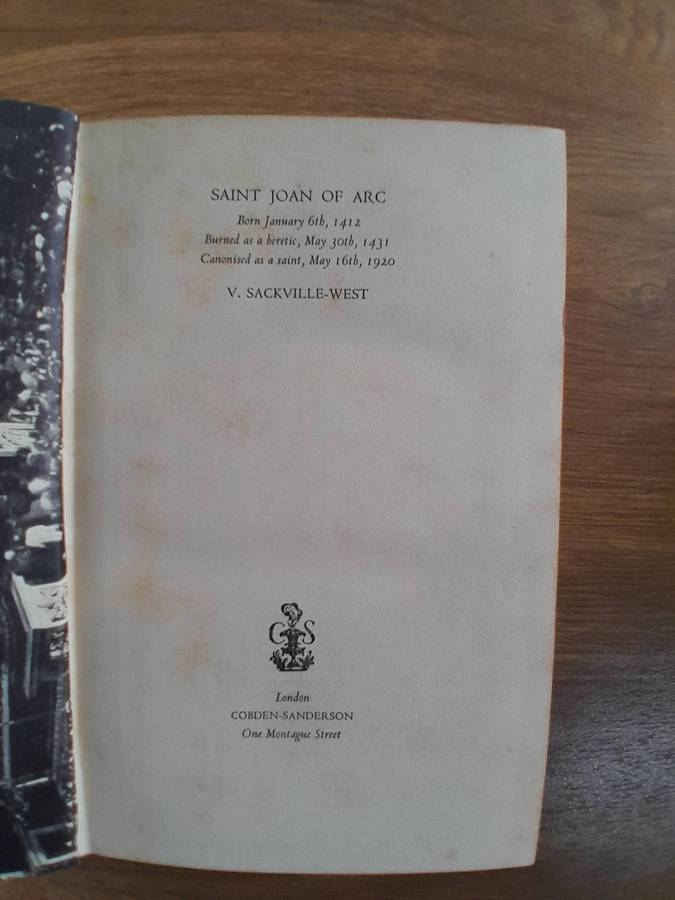 SAINT JOAN OF ARC
Born January 6th, 1412
Burned as a heretic, May 30th, 1431
Canonised as a saint, May 16th, 1920
V. SACKVILLE-WEST
C S
London
COBDEN-SANDERSON
One Montague Street